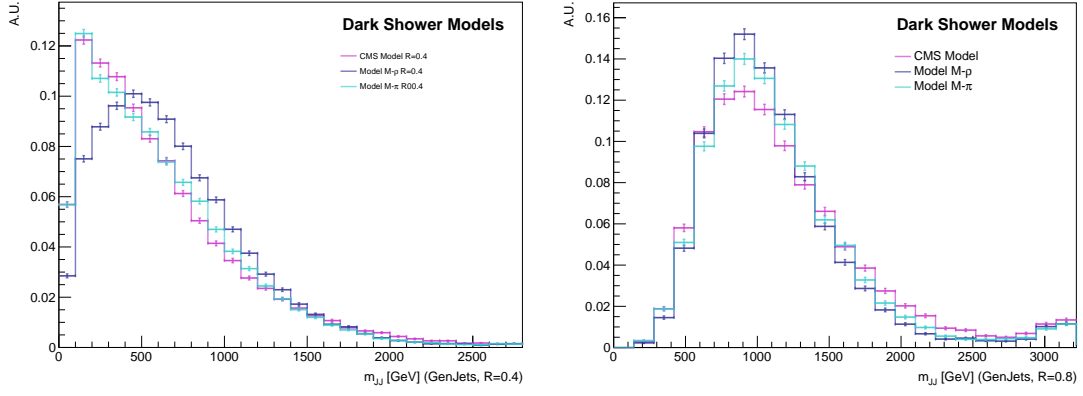 A.U.
Dark Shower Models
CMS Model R=0.4
Model M-ρ R=0.4
Model M-π R00.4
0.12
0.1
0.08
0.06
0.04
0.02
0
0 500 1000 1500 2000 2500
m_JJ [GeV] (GenJets, R=0.4)
A.U.
Dark Shower Models
CMS Model
Model M-ρ
Model M-π
0.16
0.14
0.12
0.1
0.08
0.06
0.04
0.02
0
0 500 1000 1500 2000 2500 3000
m_JJ [GeV] (GenJets, R=0.8)